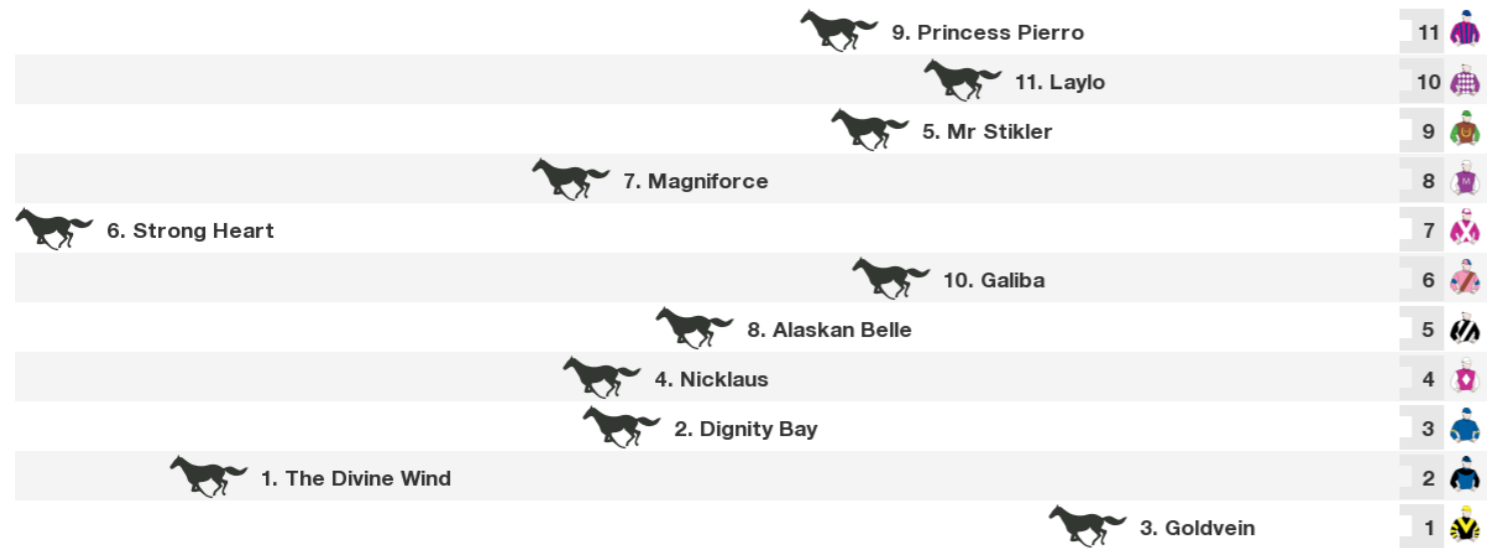 9. Princess Pierro 11
11. Laylo 10
5. Mr Stikler 9
7. Magniforce 8 M
6. Strong Heart 7
10. Galiba 6
8. Alaskan Belle 5
4. Nicklaus 4
2. Dignity Bay 3
1. The Divine Wind 2
3. Goldvein 1